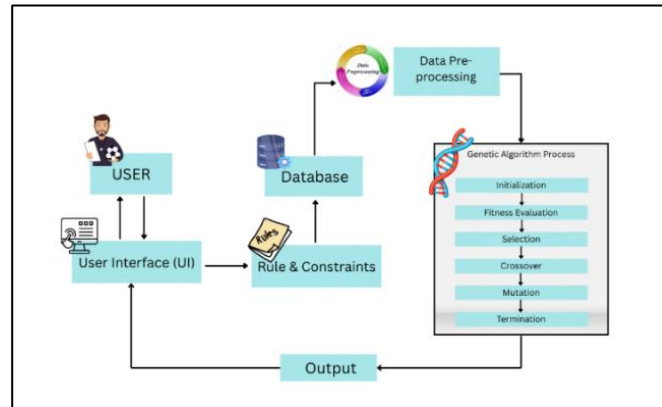 Data
Preprocessing
Data Pre-
processing
Genetic Algorithm Process
Initialization
Fitness Evaluation
Selection
Crossover
Mutation
Termination
USER
Database
User Interface (UI)
Rules
Rule & Constraints
Output